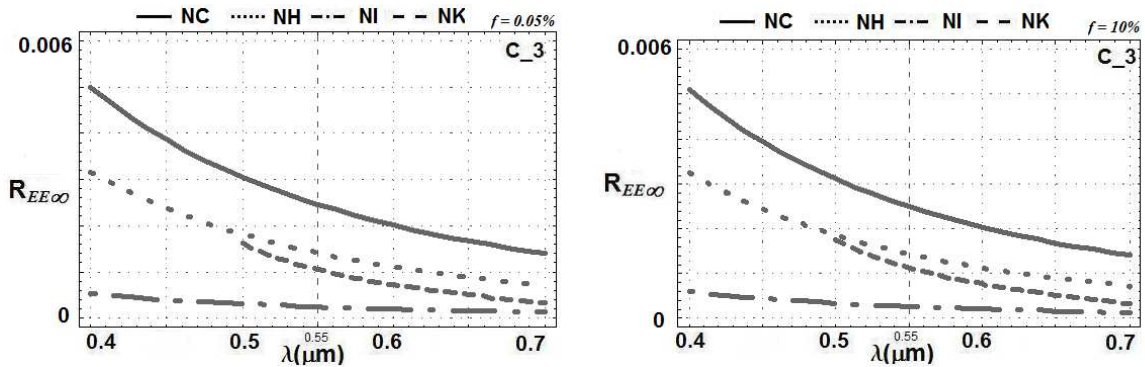 NC NH NI NK f = 0.05%
0.006
C_3
R_EE∞
0
0.4 0.5 0.55 0.6 0.7
λ(μm)
NC NH NI NK f = 10%
0.006
C_3
R_EE∞
0
0.4 0.5 0.55 0.6 0.7
λ(μm)